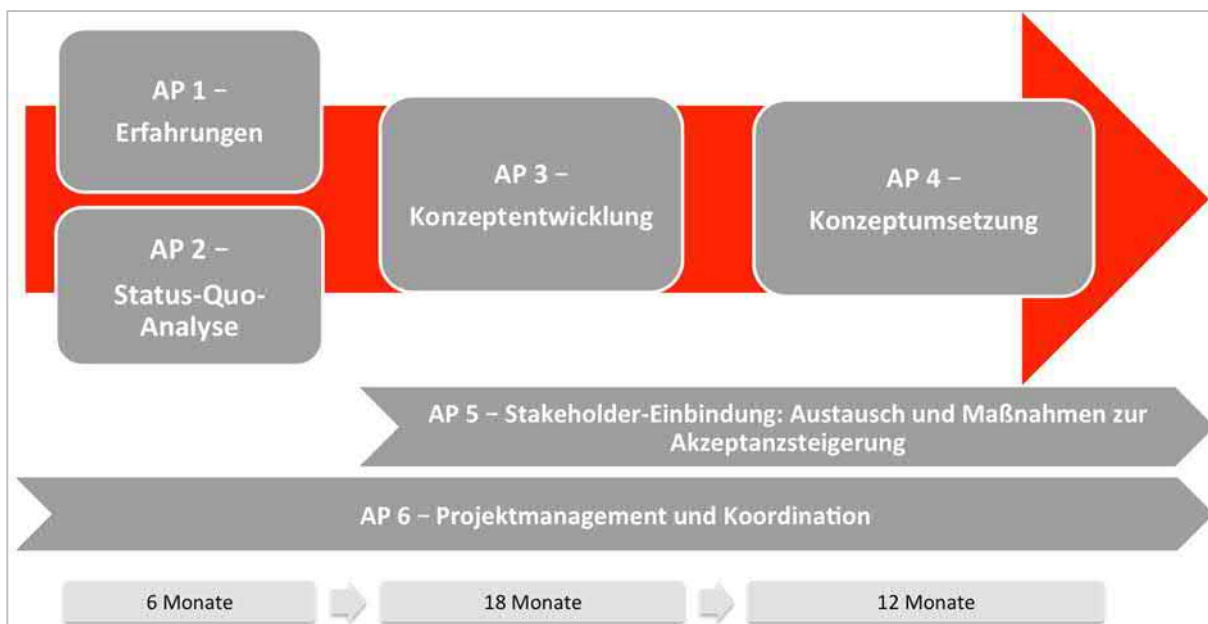 AP 1 –
Erfahrungen
AP 2 –
Status-Quo-
Analyse
AP 3 –
Konzeptentwicklung
AP 4 –
Konzeptumsetzung
AP 5 – Stakeholder-Einbindung: Austausch und Maßnahmen zur
Akzeptanzsteigerung
AP 6 – Projektmanagement und Koordination
6 Monate
18 Monate
12 Monate